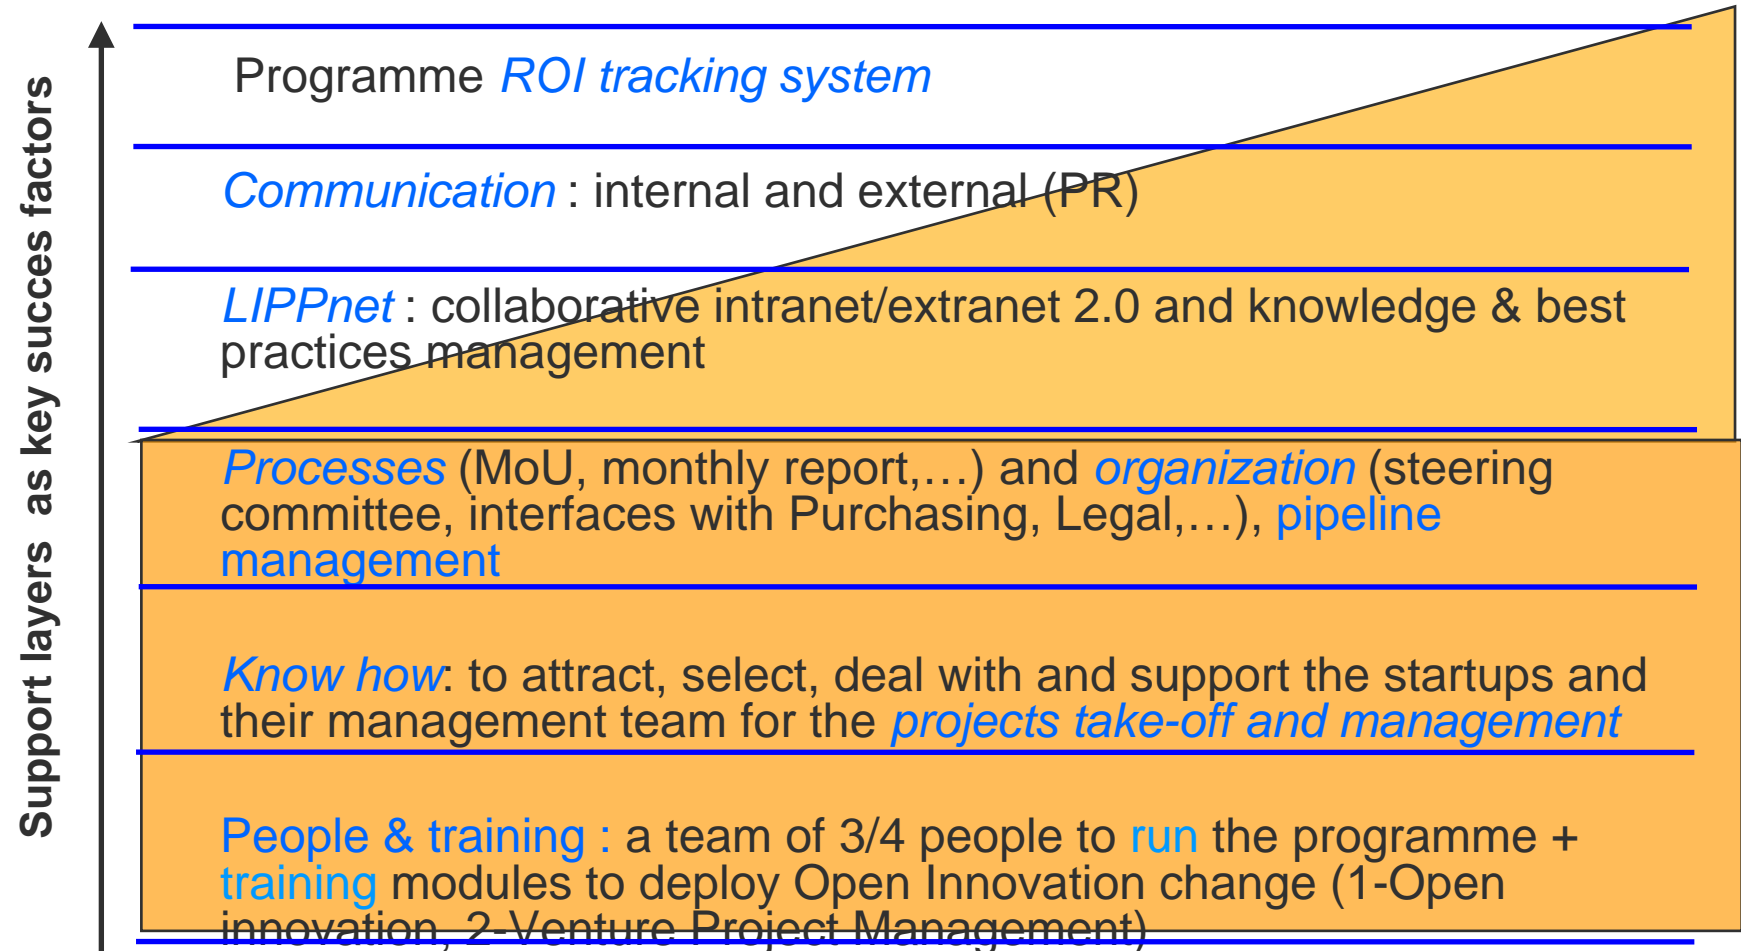 Support layers as key succes factors
Programme ROI tracking system
Communication : internal and external (PR)
LIPPnet : collaborative intranet/extranet 2.0 and knowledge & best
practices management
Processes (MoU, monthly report,…) and organization (steering
committee, interfaces with Purchasing, Legal,…), pipeline
management
Know how: to attract, select, deal with and support the startups and
their management team for the projects take-off and management
People & training : a team of 3/4 people to run the programme +
training modules to deploy Open Innovation change (1-Open
innovation, 2-Venture Project Management)